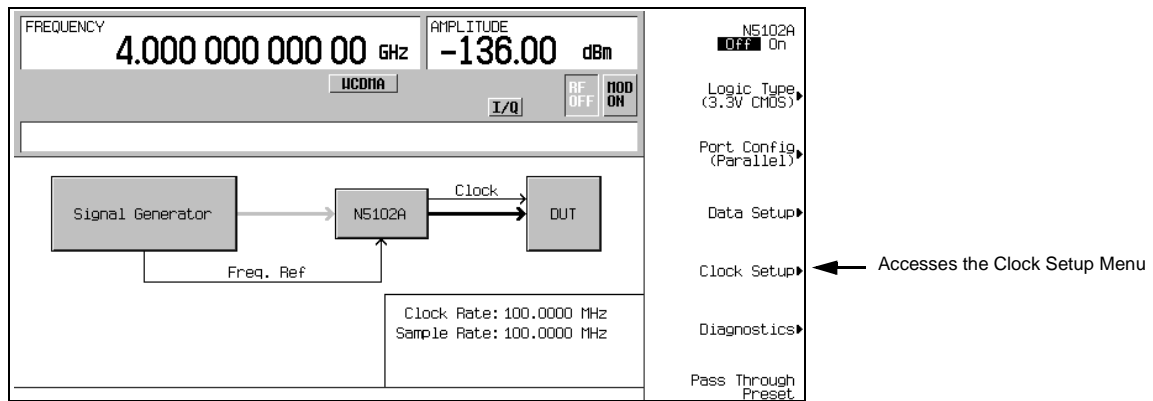 FREQUENCY
4.000 000 000 00 GHz
AMPLITUDE
-136.00 dBm
WCDMA
I/Q
RF OFF
MOD ON
Signal Generator
N5102A
Clock
DUT
Freq. Ref
Clock Rate: 100.0000 MHz
Sample Rate: 100.0000 MHz
N5102A
Off On
Logic Type
(3.3V CMOS)
Port Config
(Parallel)
Data Setup
Clock Setup
Accesses the Clock Setup Menu
Diagnostics
Pass Through
Preset